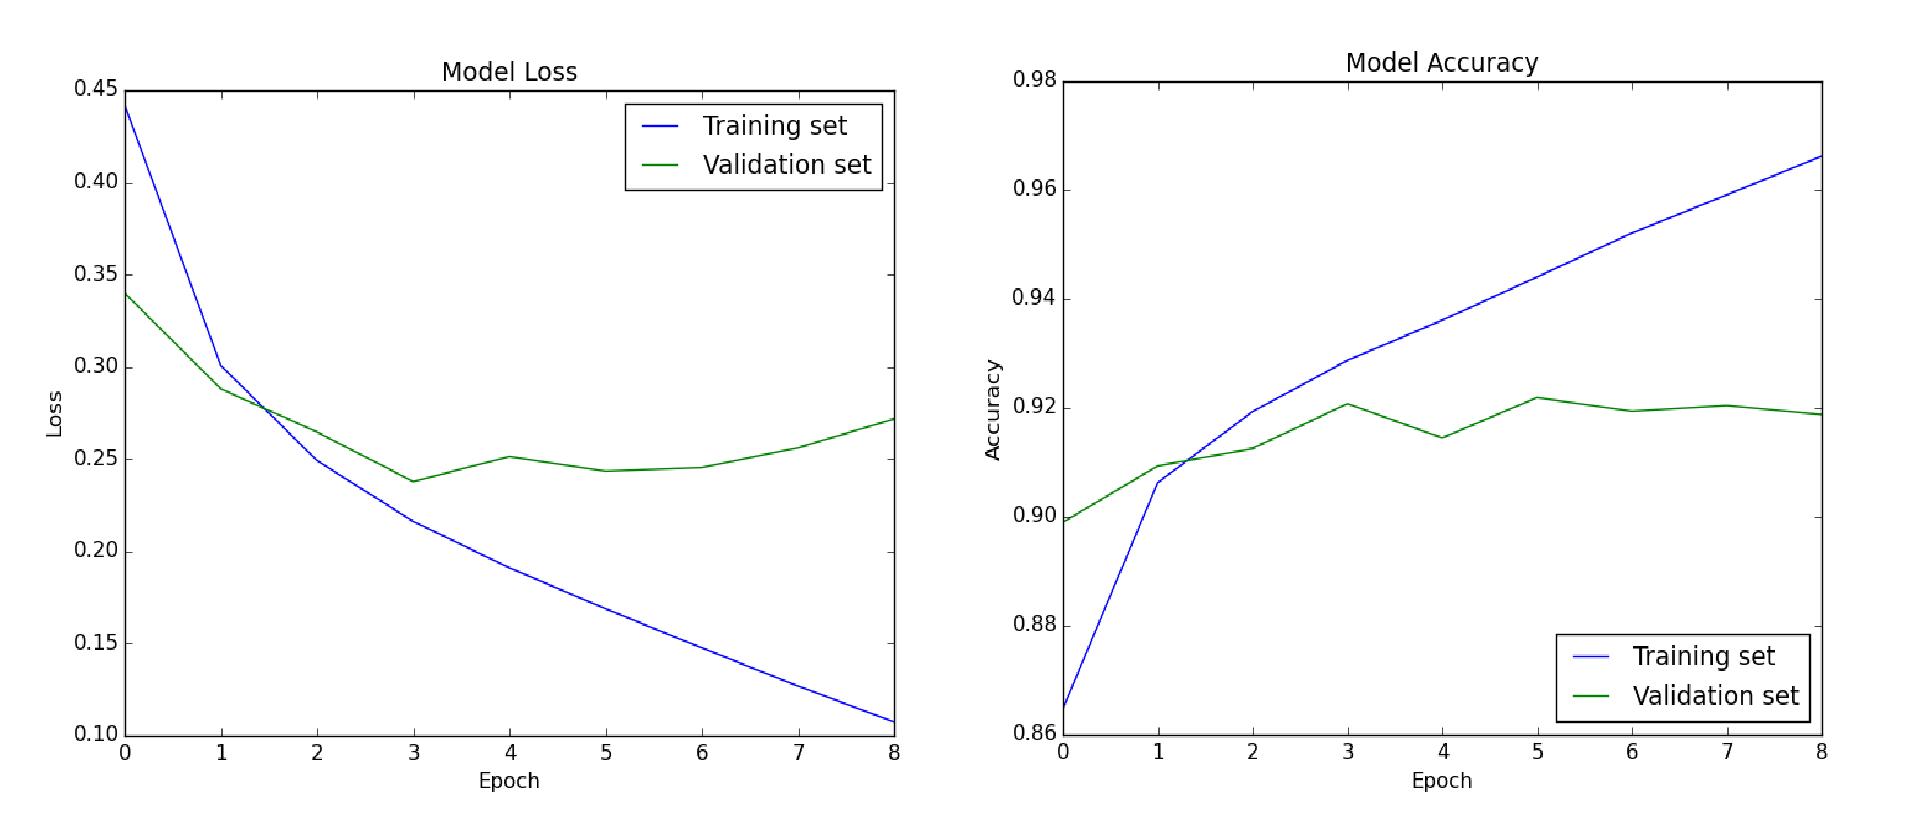 Model Loss
0.45
0.40
0.35
0.30
0.25
0.20
0.15
0.10
Loss
0 1 2 3 4 5 6 7 8
Epoch
Training set
Validation set
Model Accuracy
0.98
0.96
0.94
0.92
0.90
0.88
0.86
Accuracy
0 1 2 3 4 5 6 7 8
Epoch
Training set
Validation set